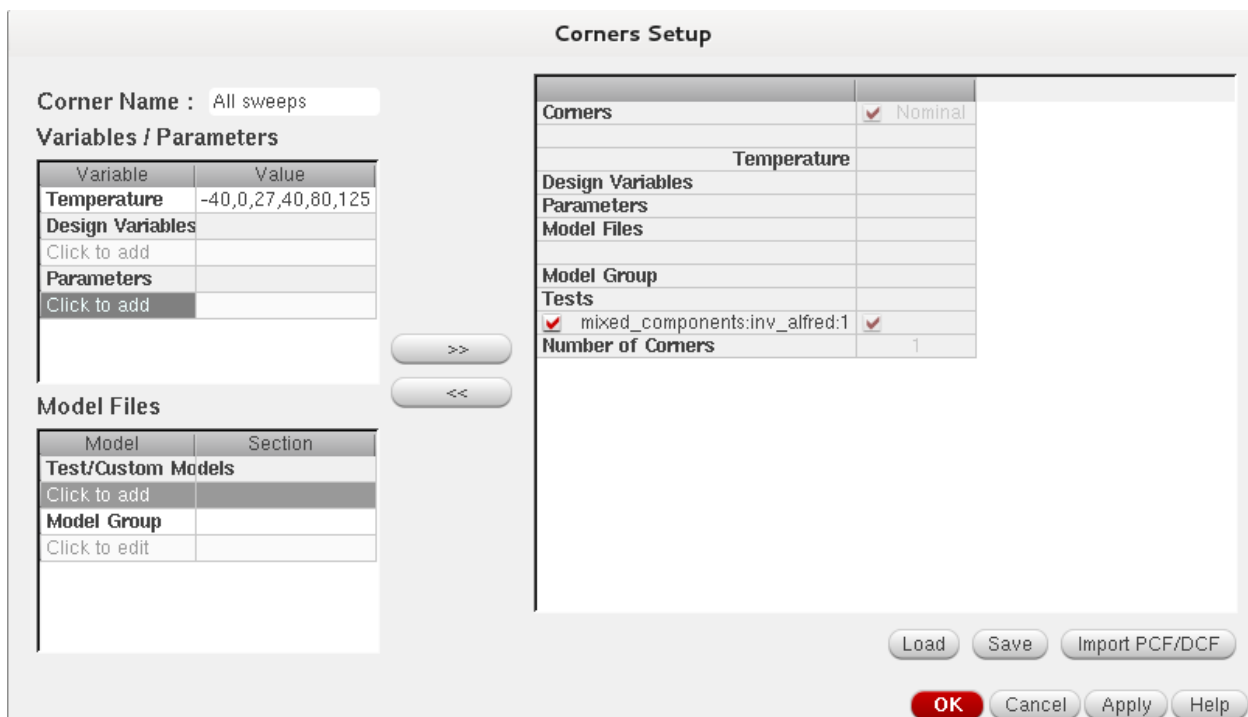 Corners Setup
Corner Name : All sweeps
Variables / Parameters
Variable Value
Temperature -40,0,27,40,80,125
Design Variables
Click to add
Parameters
Click to add
Model Files
Model Section
Test/Custom Models
Click to add
Model Group
Click to edit
>>
<<
Corners Nominal
Temperature
Design Variables
Parameters
Model Files
Model Group
Tests
mixed_components:inv_alfred:1
Number of Corners 1
Load Save Import PCF/DCF
OK Cancel Apply Help